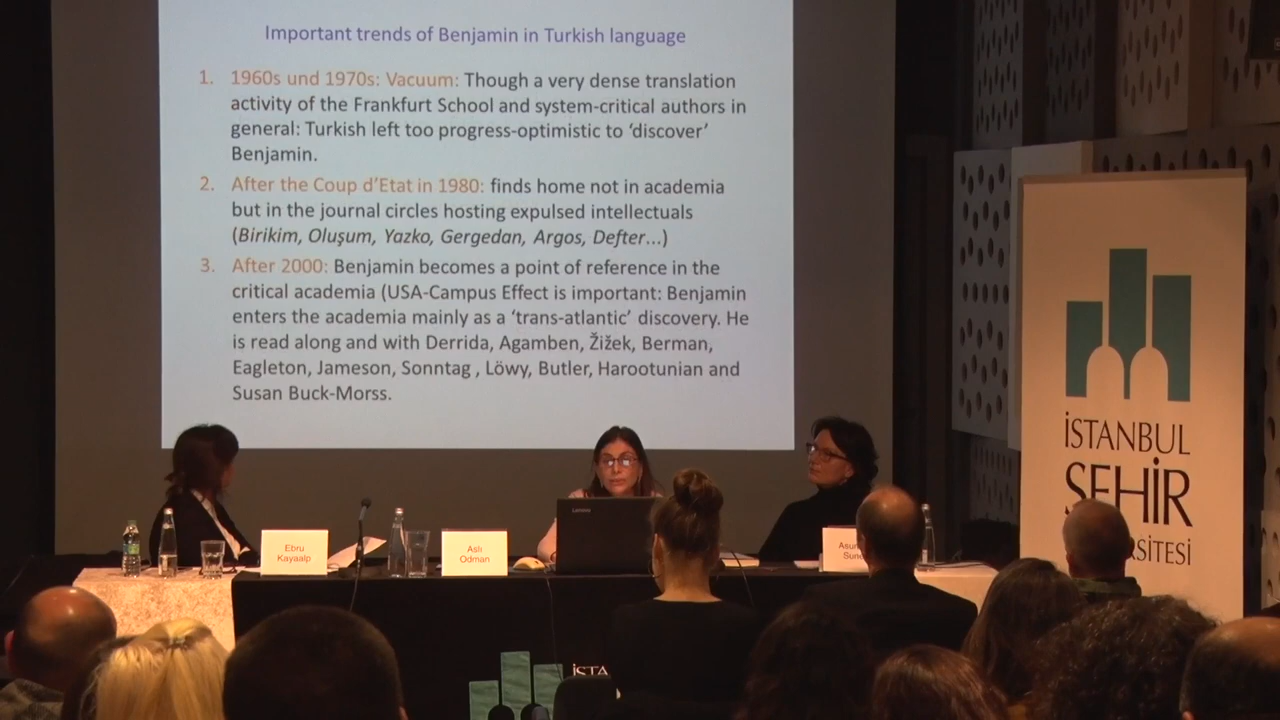 Important trends of Benjamin in Turkish language
1. 1960s und 1970s: Vacuum: Though a very dense translation
activity of the Frankfurt School and system-critical authors in
general: Turkish left too progress-optimistic to ‘discover’
Benjamin.
2. After the Coup d’Etat in 1980: finds home not in academia
but in the journal circles hosting expulsed intellectuals
(Birikim, Oluşum, Yazko, Gergedan, Argos, Defter...)
3. After 2000: Benjamin becomes a point of reference in the
critical academia (USA-Campus Effect is important: Benjamin
enters the academia mainly as a ‘trans-atlantic’ discovery. He
is read along and with Derrida, Agamben, Žižek, Berman,
Eagleton, Jameson, Sonntag , Löwy, Butler, Harootunian and
Susan Buck-Morss.
İSTANBUL
ŞEHİR
Ebru
Kayaalp
Aslı
Odman
Lenovo